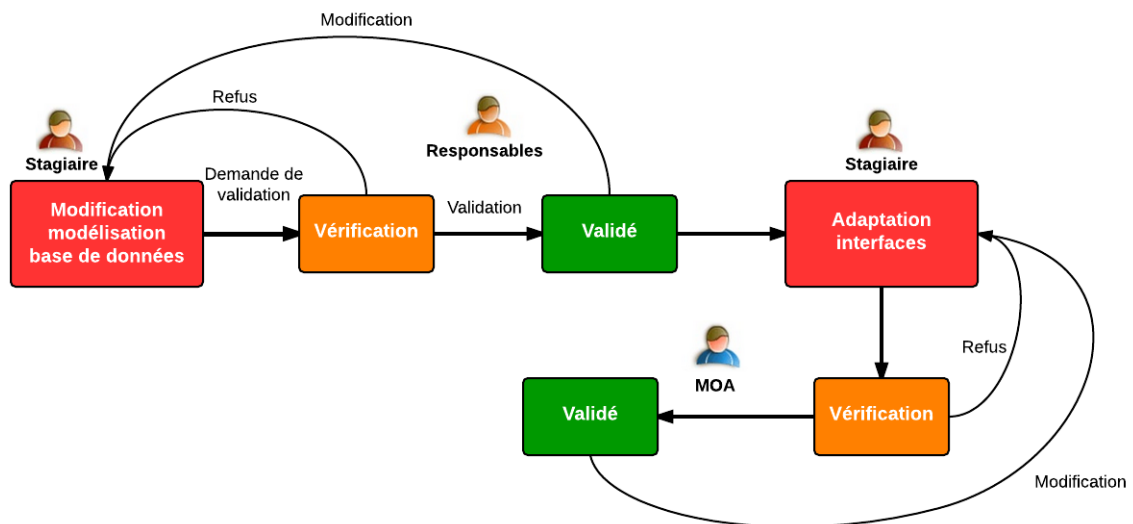 Modification
Refus
Stagiaire
Responsables
Stagiaire
Demande de
validation
Validation
Modification
modélisation
base de données
Vérification
Validé
Adaptation
interfaces
Refus
MOA
Validé
Vérification
Modification